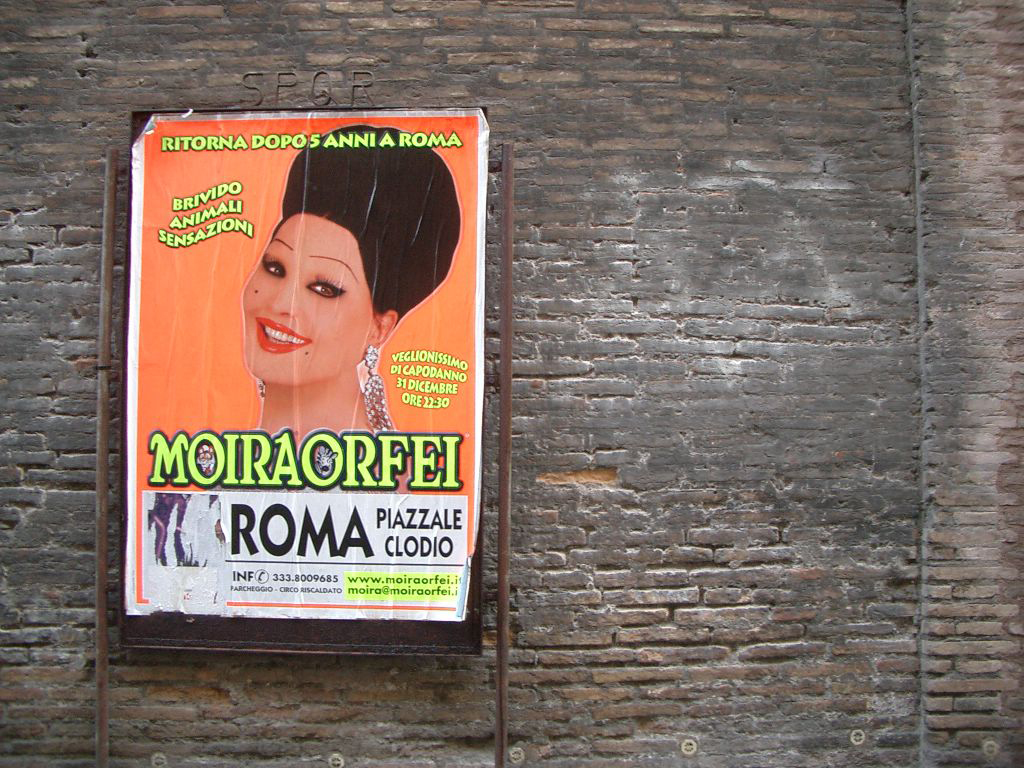 SPQR
RITORNA DOPO 5 ANNI A ROMA
BRIVIDO
ANIMALI
SENSAZIONI
VEGLIONISSIMO
DI CAPODANNO
31 DICEMBRE
ORE 22:30
MOIRAORFEI
ROMA PIAZZALE
CLODIO
INFO 333.8009685 www.moiraorfei.it
PARCHEGGIO - CIRCO RISCALDATO moira@moiraorfei.i